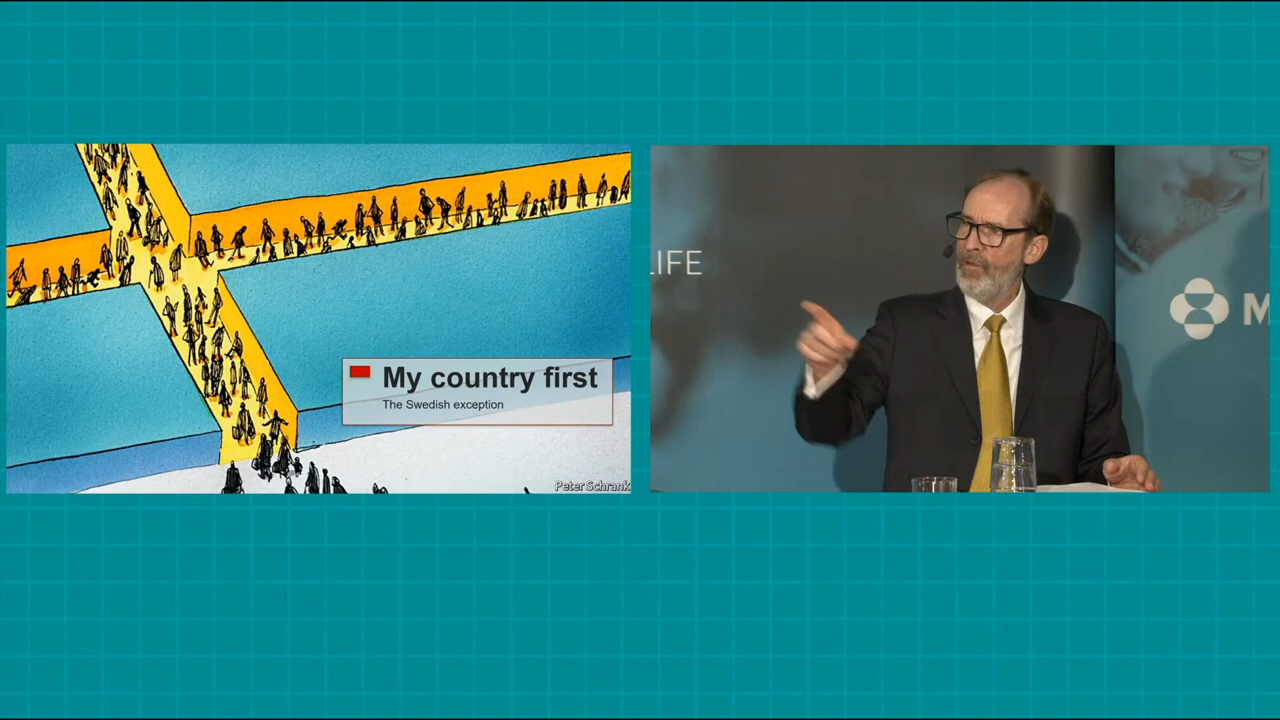 My country first
The Swedish exception
Peter Schrank
LIFE
M